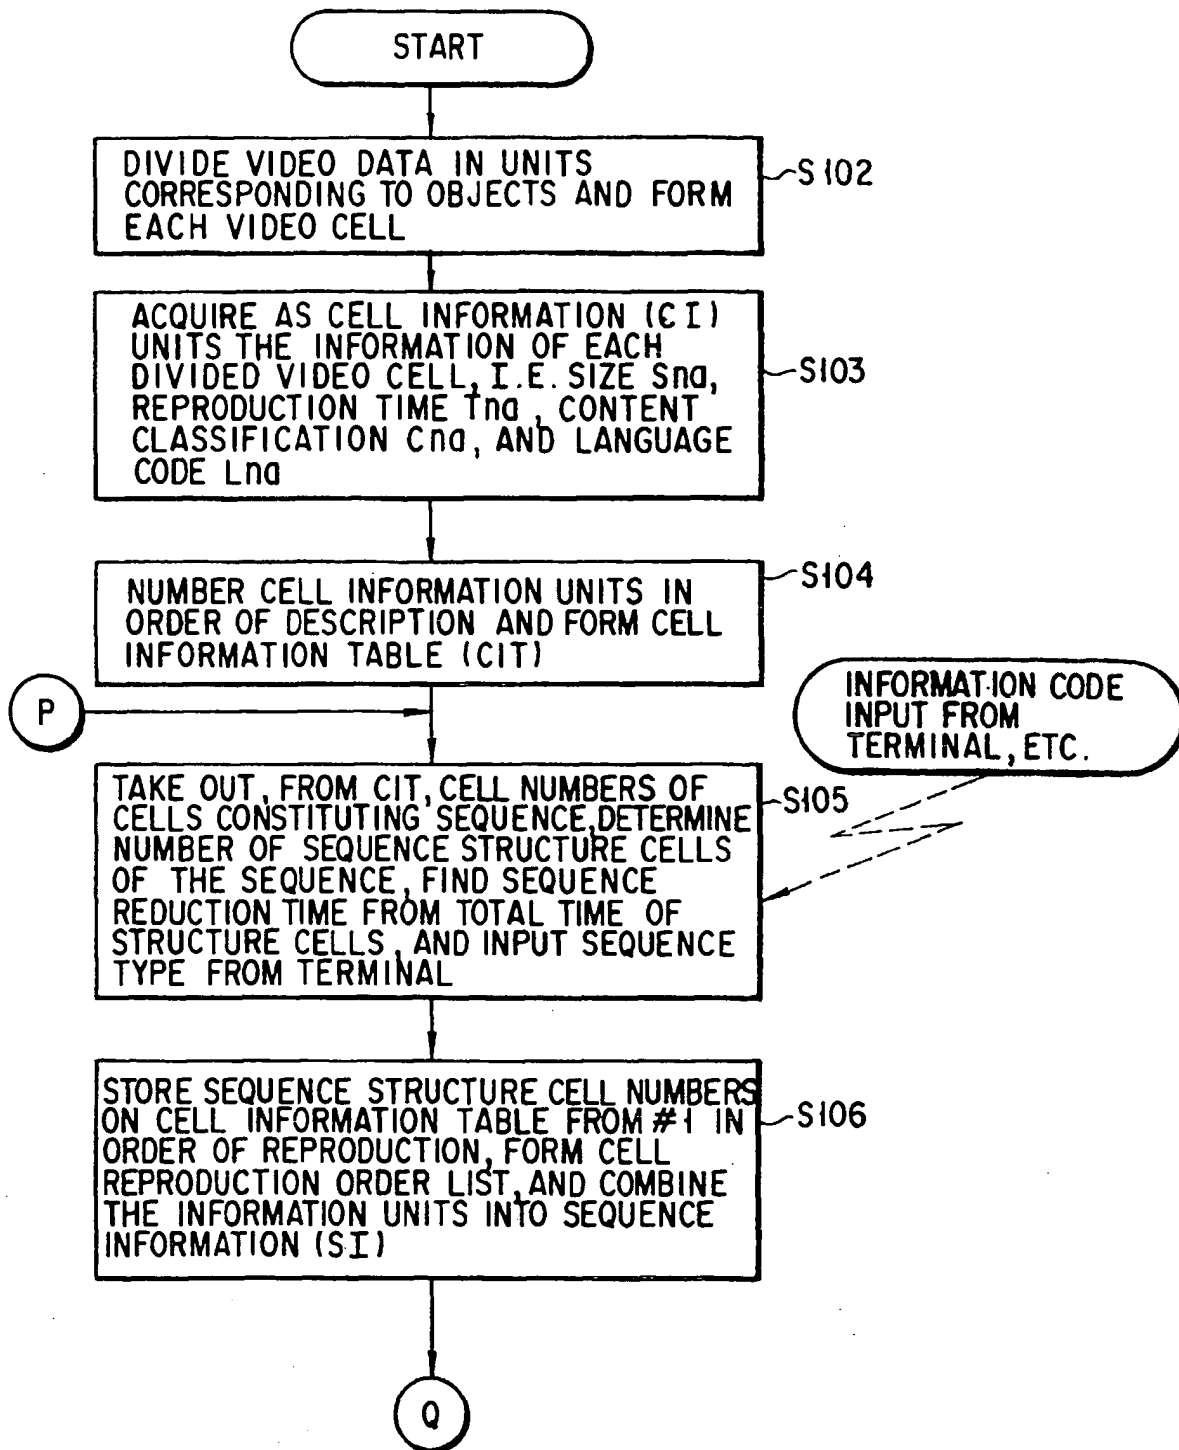 START
DIVIDE VIDEO DATA IN UNITS
CORRESPONDING TO OBJECTS AND FORM
EACH VIDEO CELL
S102
ACQUIRE AS CELL INFORMATION (CI)
UNITS THE INFORMATION OF EACH
DIVIDED VIDEO CELL, I.E. SIZE Sna,
REPRODUCTION TIME Tna, CONTENT
CLASSIFICATION Cna, AND LANGUAGE
CODE Lna
S103
NUMBER CELL INFORMATION UNITS IN
ORDER OF DESCRIPTION AND FORM CELL
INFORMATION TABLE (CIT)
S104
P
INFORMATION CODE
INPUT FROM
TERMINAL, ETC.
TAKE OUT, FROM CIT, CELL NUMBERS OF
CELLS CONSTITUTING SEQUENCE, DETERMINE
NUMBER OF SEQUENCE STRUCTURE CELLS
OF THE SEQUENCE, FIND SEQUENCE
REDUCTION TIME FROM TOTAL TIME OF
STRUCTURE CELLS, AND INPUT SEQUENCE
TYPE FROM TERMINAL
S105
STORE SEQUENCE STRUCTURE CELL NUMBERS
ON CELL INFORMATION TABLE FROM #1 IN
ORDER OF REPRODUCTION, FORM CELL
REPRODUCTION ORDER LIST, AND COMBINE
THE INFORMATION UNITS INTO SEQUENCE
INFORMATION (SI)
S106
Q